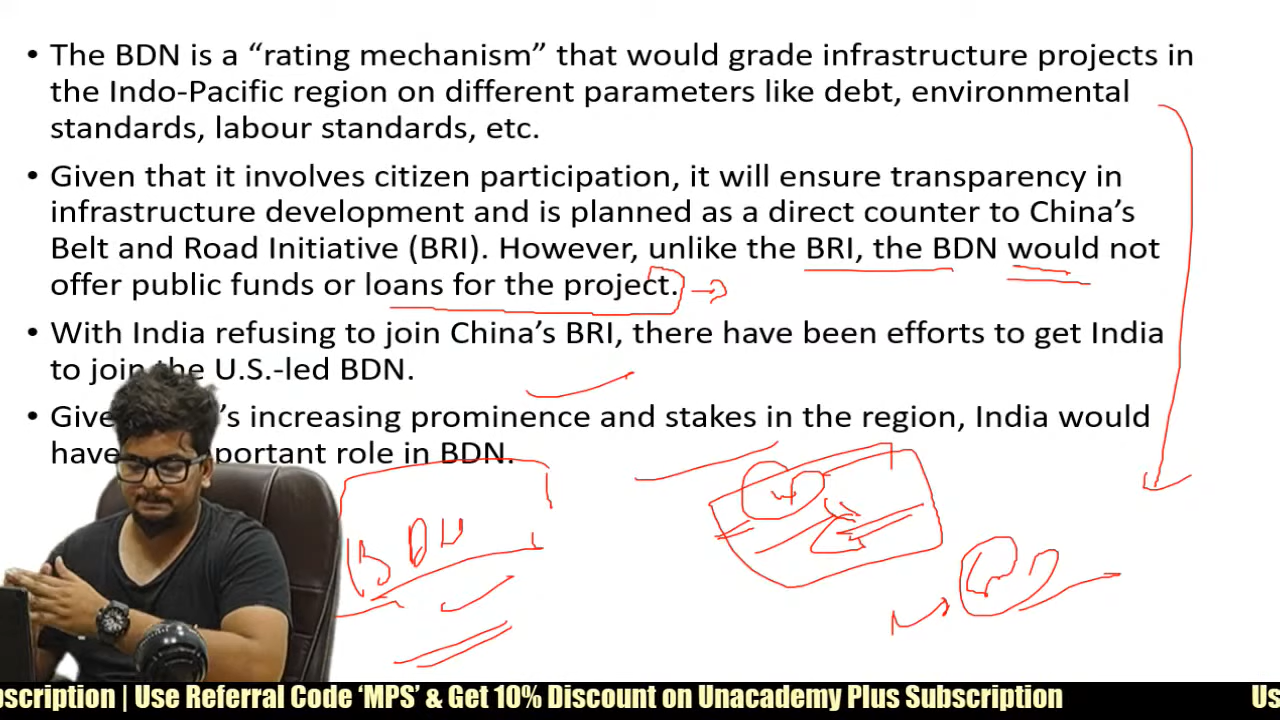 • The BDN is a “rating mechanism” that would grade infrastructure projects in
the Indo-Pacific region on different parameters like debt, environmental
standards, labour standards, etc.
• Given that it involves citizen participation, it will ensure transparency in
infrastructure development and is planned as a direct counter to China’s
Belt and Road Initiative (BRI). However, unlike the BRI, the BDN would not
offer public funds or loans for the project.
• With India refusing to join China’s BRI, there have been efforts to get India
to join the U.S.-led BDN.
• ’s increasing prominence and stakes in the region, India would
have role in BDN.
BDN
Subscription | Use Referral Code ‘MPS’ & Get 10% Discount on Unacademy Plus Subscription